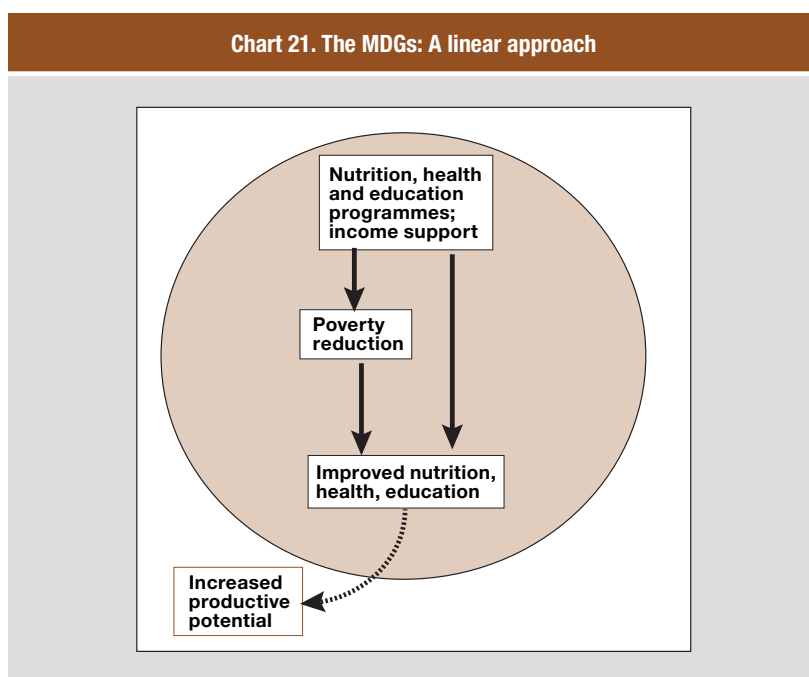 Chart 21. The MDGs: A linear approach
Nutrition, health
and education
programmes;
income support
Poverty
reduction
Improved nutrition,
health, education
Increased
productive
potential